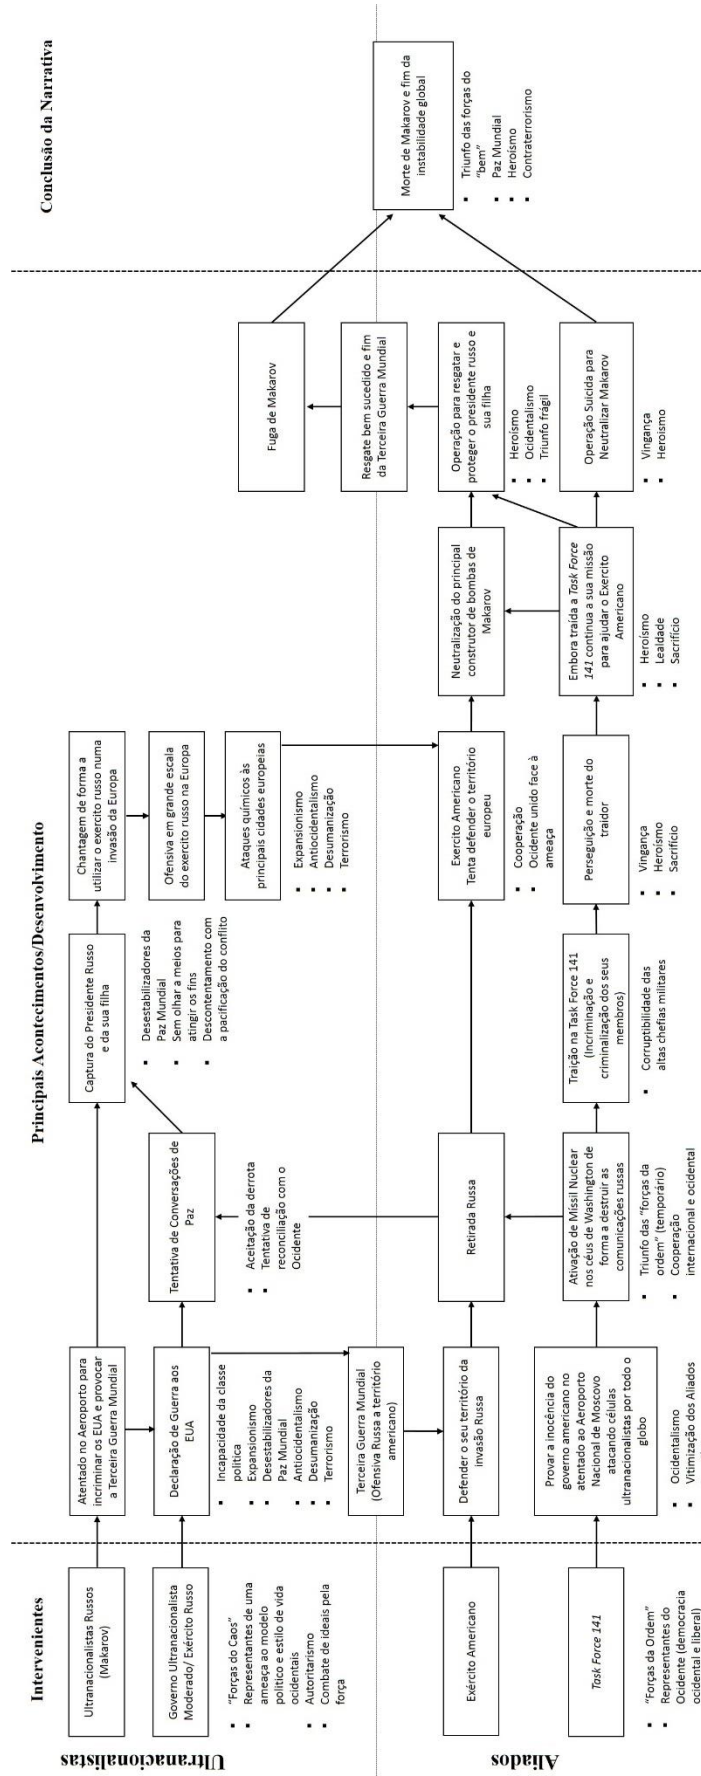 Intervenientes
Principais Acontecimentos/Desenvolvimento
Conclusão da Narrativa
Ultranacionalistas
Ultranacionalistas Russos
(Makarov)
Governo Ultranacionalista
Moderado/ Exército Russo
▪ "Forças do Caos"
▪ Representantes de uma
ameaça ao modelo
político e estilo de vida
ocidentais
▪ Autoritarismo
▪ Combate de ideais pela
força
Atentado no Aeroporto para
incriminar os EUA e provocar
a Terceira Guerra Mundial
Declaração de Guerra aos
EUA
▪ Incapacidade da classe
política
▪ Expansionismo
▪ Desestabilizadores da
Paz Mundial
▪ Antiocidentalismo
▪ Desumanização
▪ Terrorismo
Terceira Guerra Mundial
(Ofensiva Russa a território
americano)
Tentativa de Conversações de
Paz
▪ Aceitação da derrota
▪ Tentativa de
reconciliação com o
Ocidente
Captura do Presidente Russo
e da sua filha
▪ Desestabilizadores da
Paz Mundial
▪ Sem olhar a meios para
atingir os fins
▪ Descontentamento com
a pacificação do conflito
Chantagem de forma a
utilizar o exercito russo numa
invasão da Europa
Ofensiva em grande escala
do exercito russo na Europa
Ataques químicos às
principais cidades europeias
▪ Expansionismo
▪ Antiocidentalismo
▪ Desumanização
▪ Terrorismo
Fuga de Makarov
Resgate bem sucedido e fim
da Terceira Guerra Mundial
Morte de Makarov e fim da
instabilidade global
▪ Triunfo das forças do
"bem"
▪ Paz Mundial
▪ Heroísmo
▪ Contraterrorismo
Aliados
Exército Americano
Task Force 141
▪ "Forças da Ordem"
▪ Representantes do
Ocidente (democracia
ocidental e liberal)
Defender o seu território da
invasão Russa
Retirada Russa
Exercito Americano
Tenta defender o território
europeu
▪ Cooperação
▪ Ocidente unido face à
ameaça
Neutralização do principal
construtor de bombas de
Makarov
Operação para resgatar e
proteger o presidente russo e
sua filha
▪ Heroísmo
▪ Ocidentalismo
▪ Triunfo frágil
Provar a inocência do
governo americano no
atentado ao Aeroporto
Nacional de Moscovo
atacando células
ultranacionalistas por todo o
globo
▪ Ocidentalismo
▪ Vitimização dos Aliados
Ativação de Míssil Nuclear
nos céus de Washington de
forma a destruir as
comunicações russas
▪ Triunfo das "forças da
ordem" (temporário)
▪ Cooperação
internacional e ocidental
Traição na Task Force 141
(Incriminação e
criminalização dos seus
membros)
▪ Corruptibilidade das
altas chefias militares
Perseguição e morte do
traidor
▪ Vingança
▪ Heroísmo
▪ Sacrifício
Embora traída a Task Force
141 continua a sua missão
para ajudar o Exercito
Americano
▪ Heroísmo
▪ Lealdade
▪ Sacrifício
Operação Suicida para
Neutralizar Makarov
▪ Vingança
▪ Heroismo